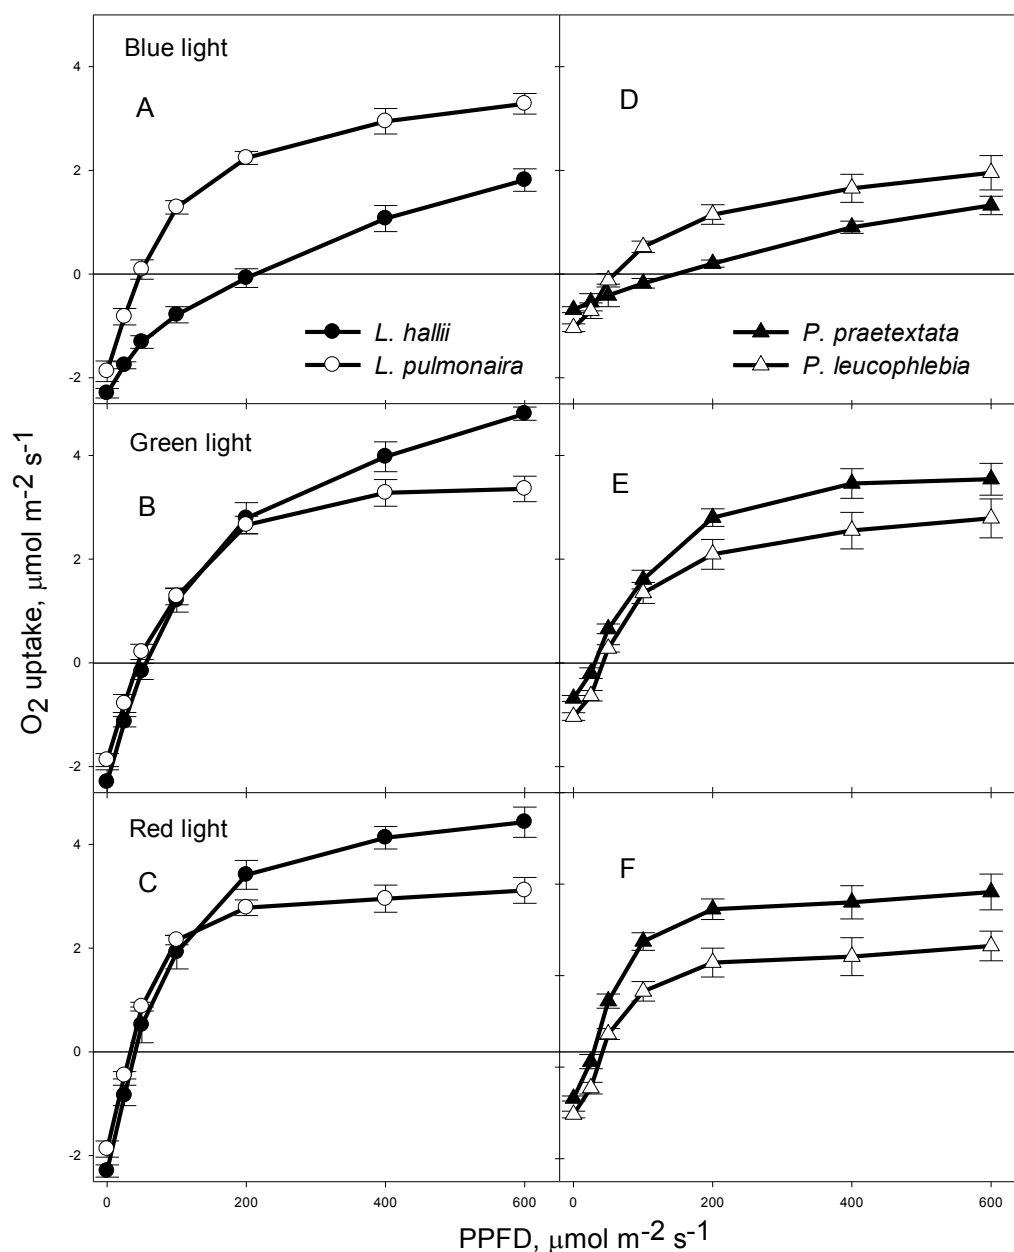 Blue light
A
D
4
2
0
-2
L. hallii
L. pulmonaira
P. praetextata
P. leucophlebia
Green light
B
E
4
2
0
-2
Red light
C
F
4
2
0
-2
O2 uptake, μmol m-2 s-1
0 200 400 600
0 200 400 600
PPFD, μmol m-2 s-1